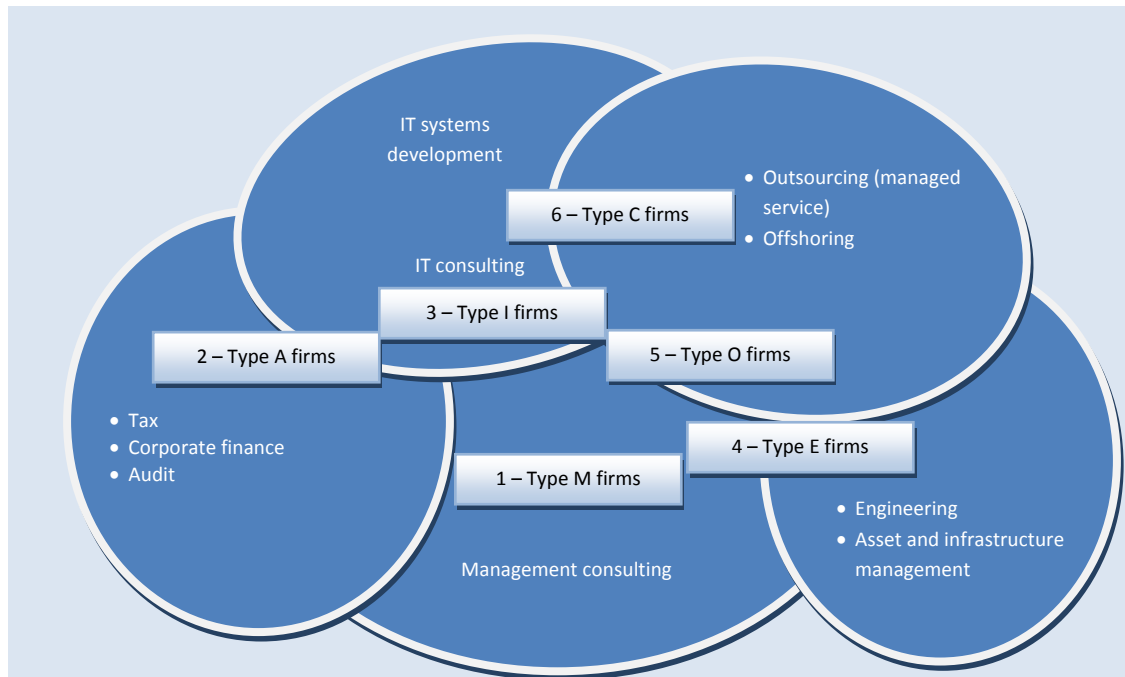 IT systems
development
• Outsourcing (managed
service)
• Offshoring
6 – Type C firms
IT consulting
3 – Type I firms
2 – Type A firms
5 – Type O firms
• Tax
• Corporate finance
• Audit
4 – Type E firms
1 – Type M firms
• Engineering
• Asset and infrastructure
management
Management consulting